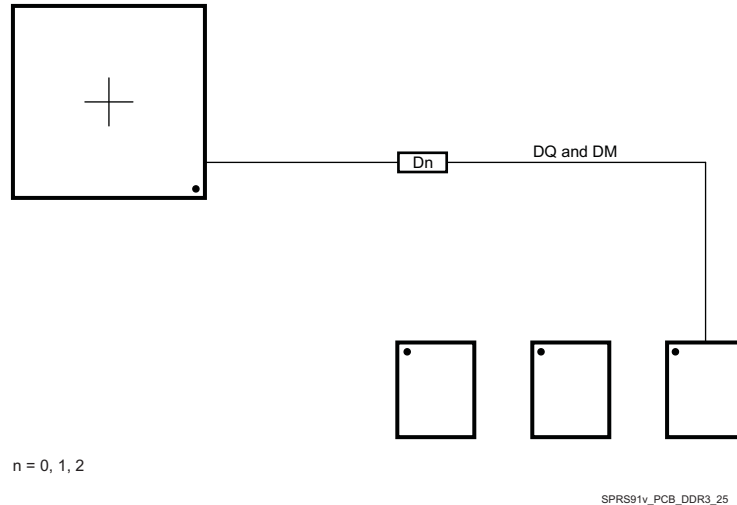 Dn
DQ and DM
n = 0, 1, 2
SPRS91v_PCB_DDR3_25